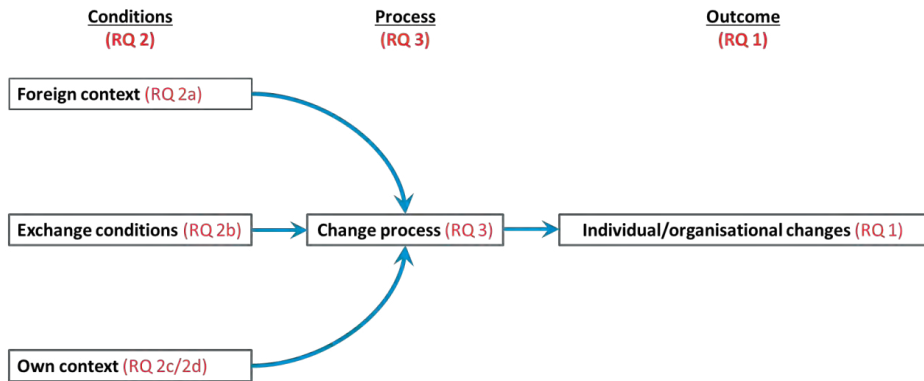 Conditions
(RQ 2)
Process
(RQ 3)
Outcome
(RQ 1)
Foreign context (RQ 2a)
Exchange conditions (RQ 2b)
Change process (RQ 3)
Individual/organisational changes (RQ 1)
Own context (RQ 2c/2d)